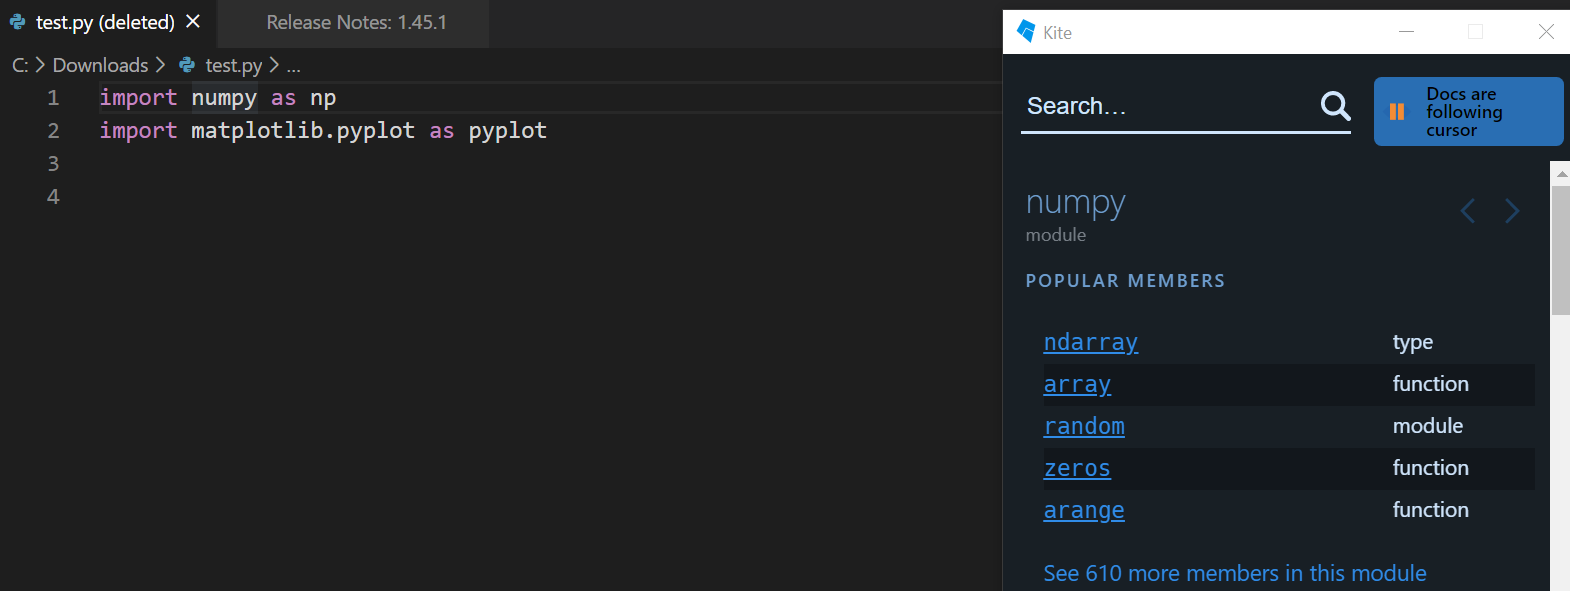 test.py (deleted)
Release Notes: 1.45.1
C: > Downloads > test.py > ...
1 import numpy as np
2 import matplotlib.pyplot as pyplot
3
4
Kite
Search...
Docs are
following
cursor
numpy
module
POPULAR MEMBERS
ndarray type
array function
random module
zeros function
arange function
See 610 more members in this module